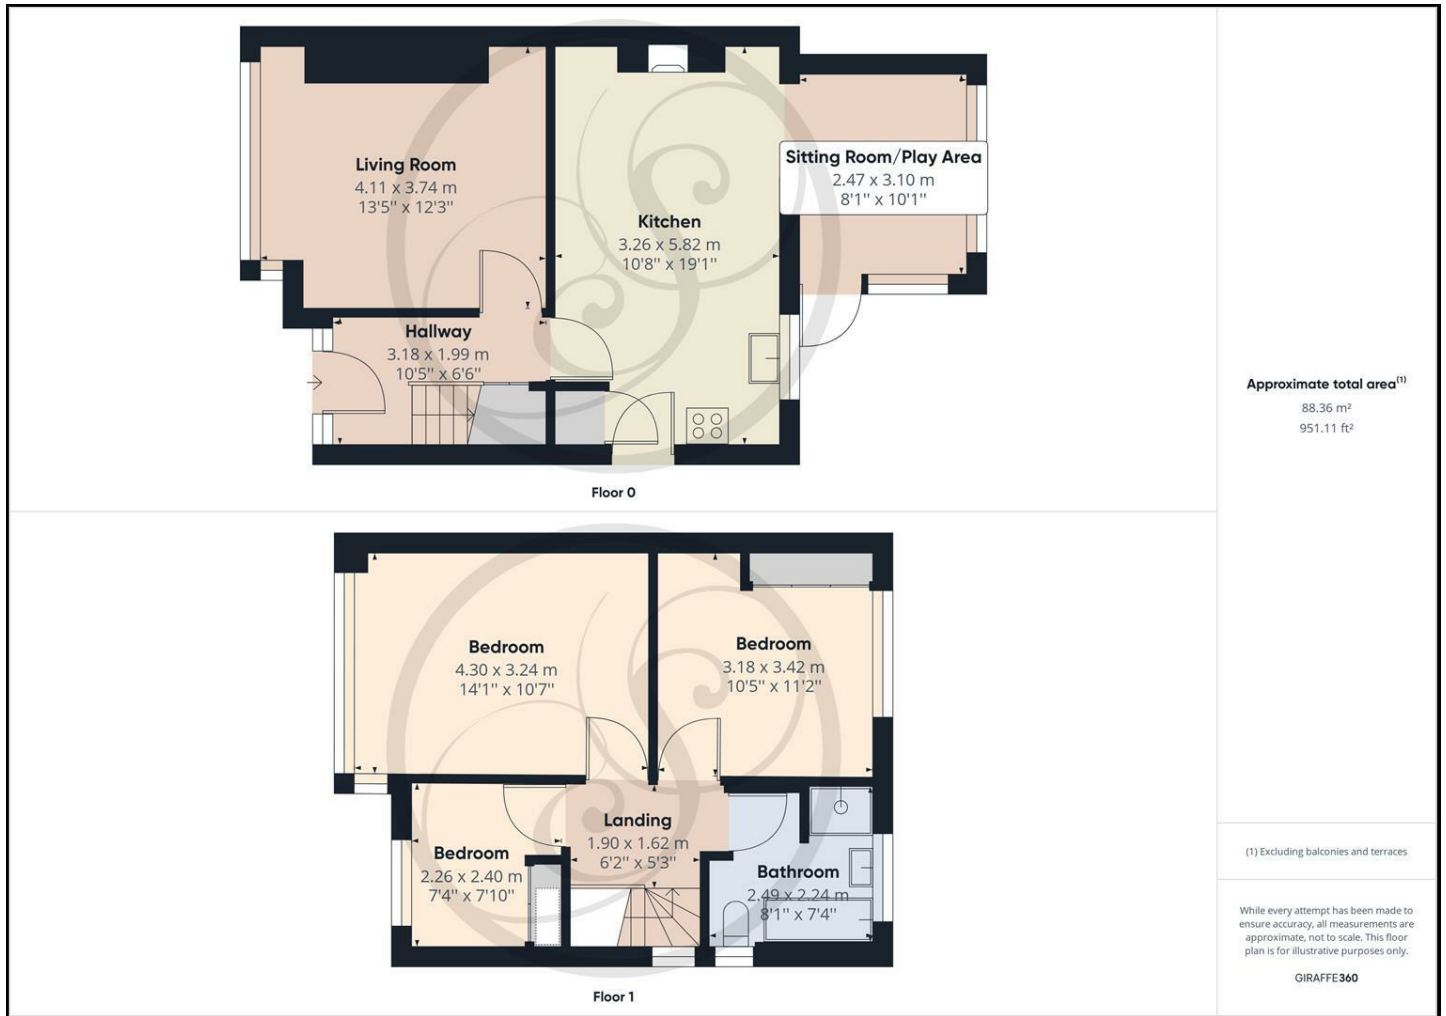 Living Room
4.11 x 3.74 m
13'5" x 12'3"
Kitchen
3.26 x 5.82 m
10'8" x 19'1"
Sitting Room/Play Area
2.47 x 3.10 m
8'1" x 10'1"
Hallway
3.18 x 1.99 m
10'5" x 6'6"
Floor 0
Bedroom
4.30 x 3.24 m
14'1" x 10'7"
Bedroom
3.18 x 3.42 m
10'5" x 11'2"
Landing
1.90 x 1.62 m
6'2" x 5'3"
Bedroom
2.26 x 2.40 m
7'4" x 7'10"
Bathroom
2.49 x 2.24 m
8'1" x 7'4"
Floor 1
Approximate total area(1)
88.36 m²
951.11 ft²
(1) Excluding balconies and terraces
While every attempt has been made to
ensure accuracy, all measurements are
approximate, not to scale. This floor
plan is for illustrative purposes only.
GIRAFFE360